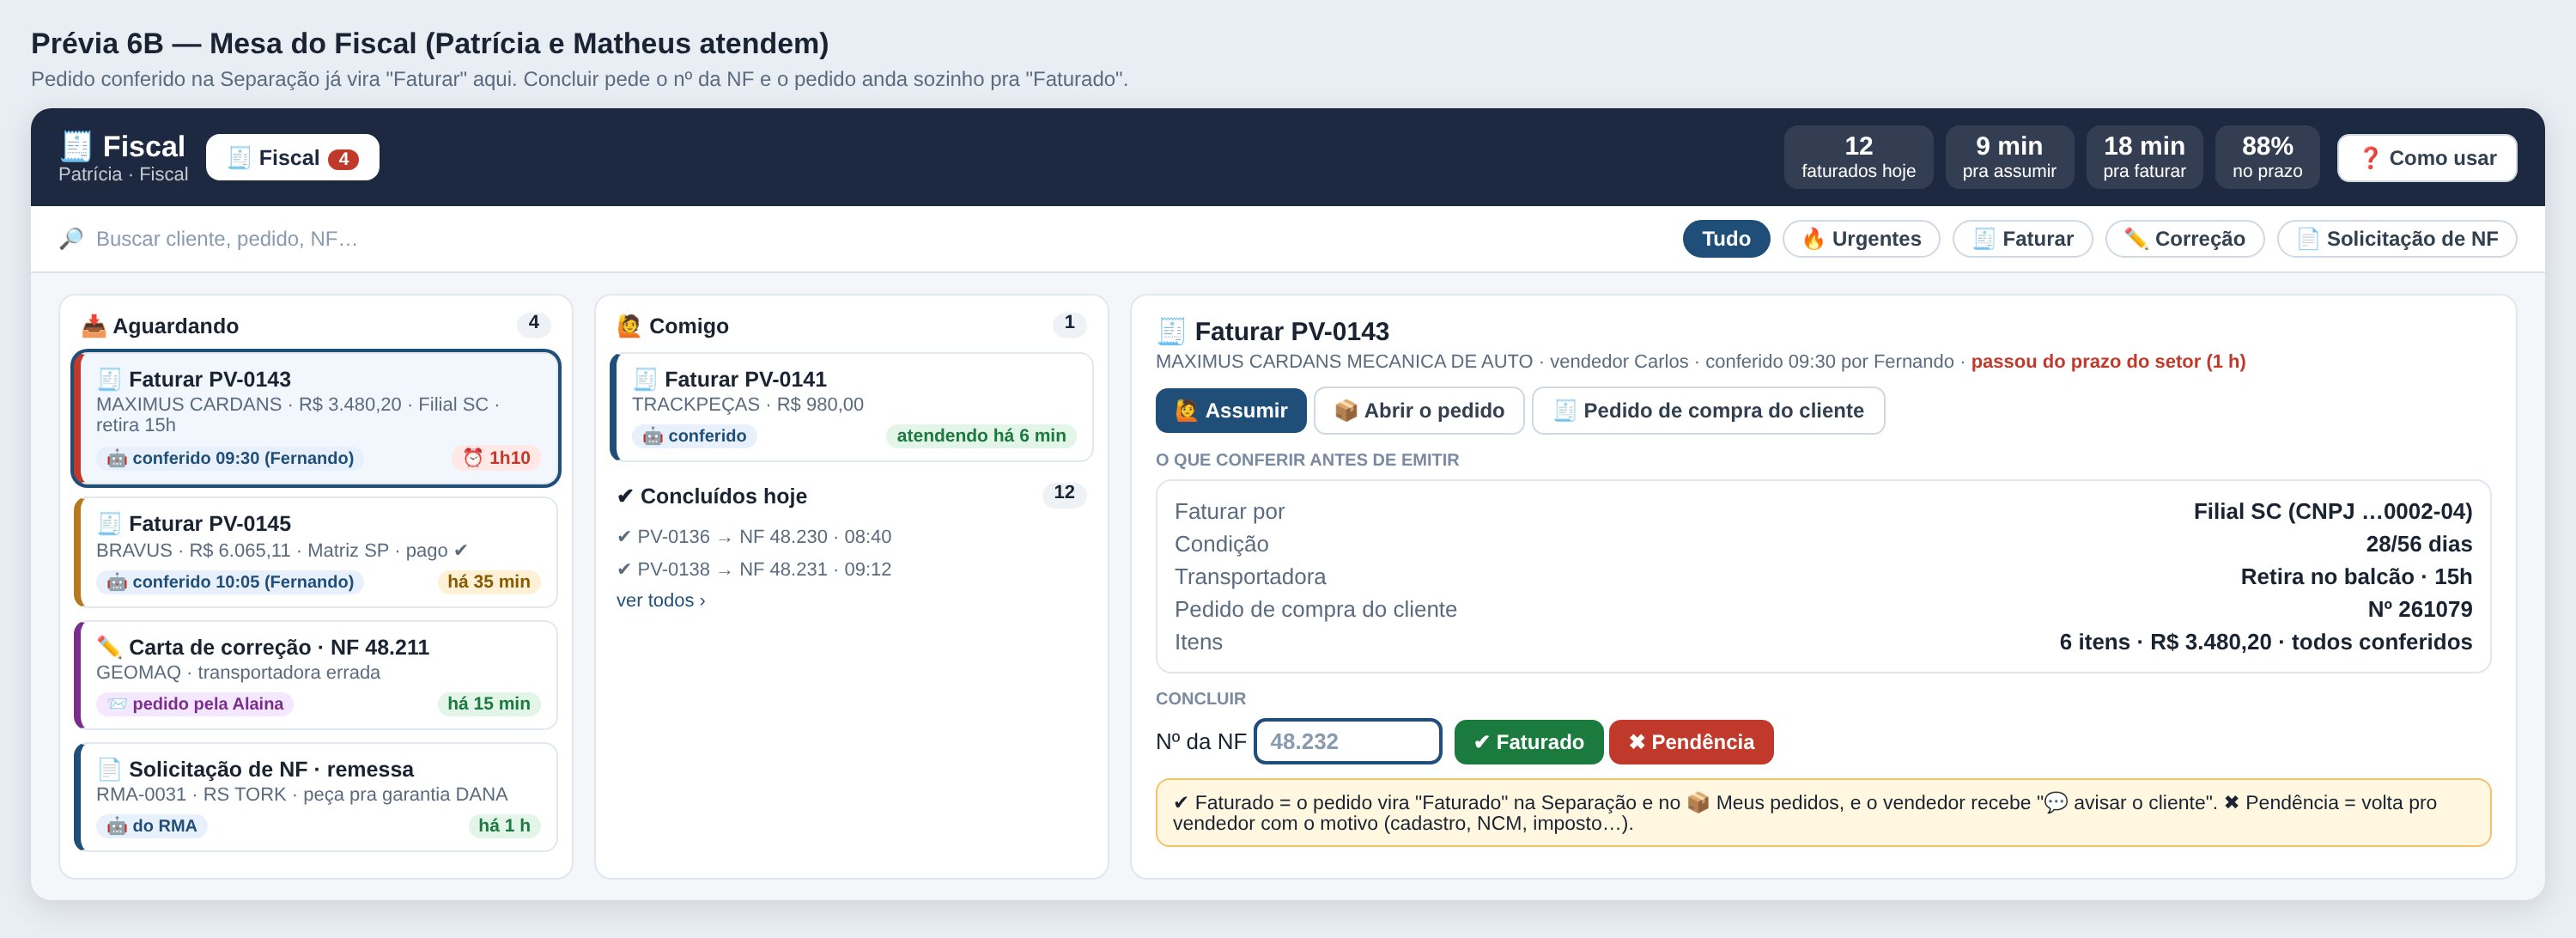 Prévia 6B — Mesa do Fiscal (Patrícia e Matheus atendem)
Pedido conferido na Separação já vira "Faturar" aqui. Concluir pede o nº da NF e o pedido anda sozinho pra "Faturado".
🧾 Fiscal
Patrícia · Fiscal
🧾 Fiscal 4
12
faturados hoje
9 min
pra assumir
18 min
pra faturar
88%
no prazo
❓ Como usar
🔎 Buscar cliente, pedido, NF…
Tudo
🔥 Urgentes
🧾 Faturar
✏️ Correção
📄 Solicitação de NF
📥 Aguardando 4
🧾 Faturar PV-0143
MAXIMUS CARDANS · R$ 3.480,20 · Filial SC ·
retira 15h
🤖 conferido 09:30 (Fernando) ⏰ 1h10
🧾 Faturar PV-0145
BRAVUS · R$ 6.065,11 · Matriz SP · pago ✔
🤖 conferido 10:05 (Fernando) há 35 min
✏️ Carta de correção · NF 48.211
GEOMAQ · transportadora errada
📨 pedido pela Alaina há 15 min
📄 Solicitação de NF · remessa
RMA-0031 · RS TORK · peça pra garantia DANA
🤖 do RMA há 1 h
🙋 Comigo 1
🧾 Faturar PV-0141
TRACKPEÇAS · R$ 980,00
🤖 conferido atendendo há 6 min
✔ Concluídos hoje 12
✔ PV-0136 → NF 48.230 · 08:40
✔ PV-0138 → NF 48.231 · 09:12
ver todos ›
🧾 Faturar PV-0143
MAXIMUS CARDANS MECANICA DE AUTO · vendedor Carlos · conferido 09:30 por Fernando · passou do prazo do setor (1 h)
🙋 Assumir
📦 Abrir o pedido
🧾 Pedido de compra do cliente
O QUE CONFERIR ANTES DE EMITIR
Faturar por Filial SC (CNPJ …0002-04)
Condição 28/56 dias
Transportadora Retira no balcão · 15h
Pedido de compra do cliente Nº 261079
Itens 6 itens · R$ 3.480,20 · todos conferidos
CONCLUIR
Nº da NF 48.232 ✔ Faturado ✖ Pendência
✔ Faturado = o pedido vira "Faturado" na Separação e no 📦 Meus pedidos, e o vendedor recebe "💬 avisar o cliente". ✖ Pendência = volta pro
vendedor com o motivo (cadastro, NCM, imposto…).